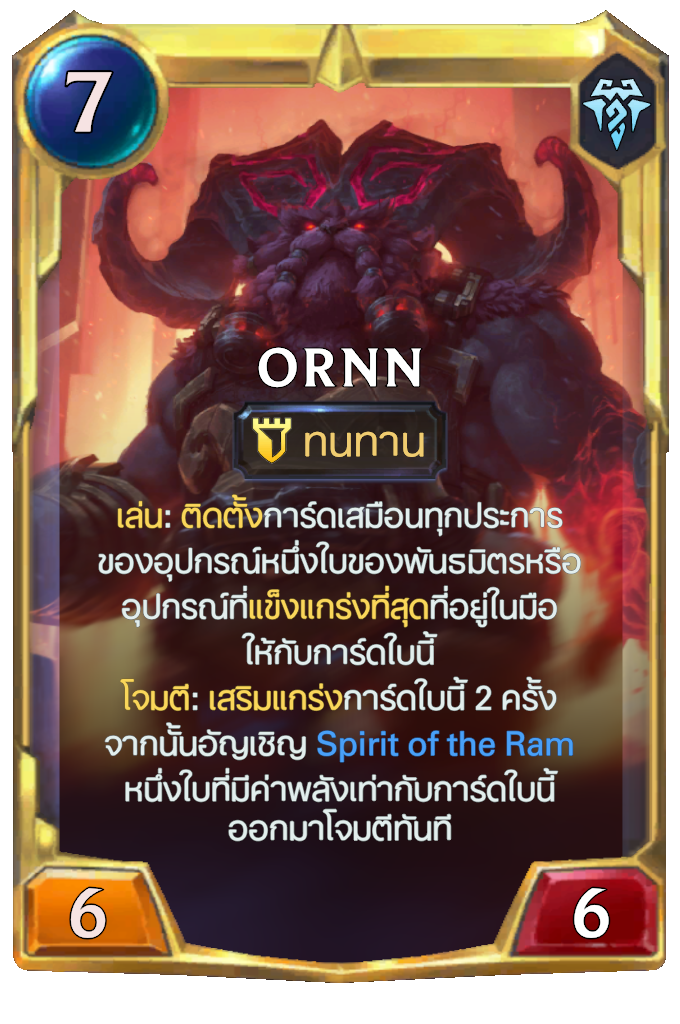 7
ORNN
ทนทาน
เล่น: ติดตั้งการ์ดเสมือนทุกประการ
ของอุปกรณ์หนึ่งใบของพันธมิตรหรือ
อุปกรณ์ที่แข็งแกร่งที่สุดที่อยู่ในมือ
ให้กับการ์ดใบนี้
โจมตี: เสริมแกร่งการ์ดใบนี้ 2 ครั้ง
จากนั้นอัญเชิญ Spirit of the Ram
หนึ่งใบที่มีค่าพลังเท่ากับการ์ดใบนี้
ออกมาโจมตีทันที
6
6